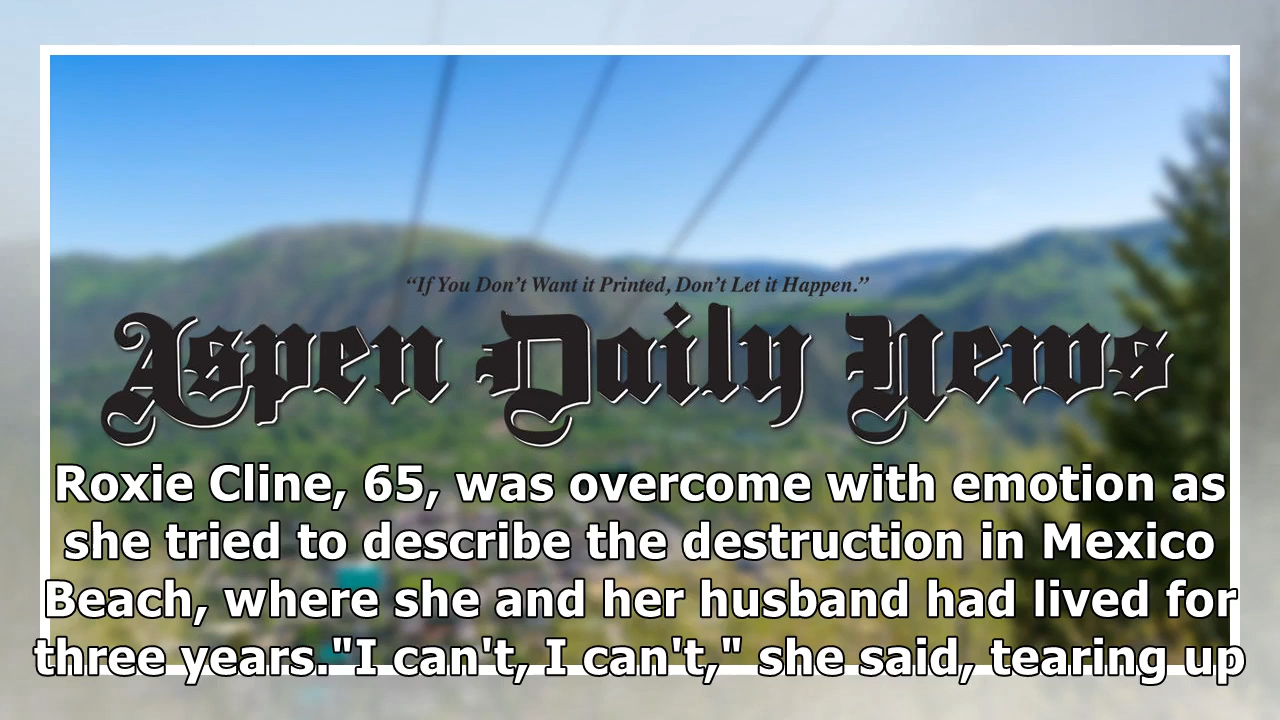 “If You Don’t Want it Printed, Don’t Let it Happen.”
Aspen Daily News
Roxie Cline, 65, was overcome with emotion as
she tried to describe the destruction in Mexico
Beach, where she and her husband had lived for
three years."I can't, I can't," she said, tearing up